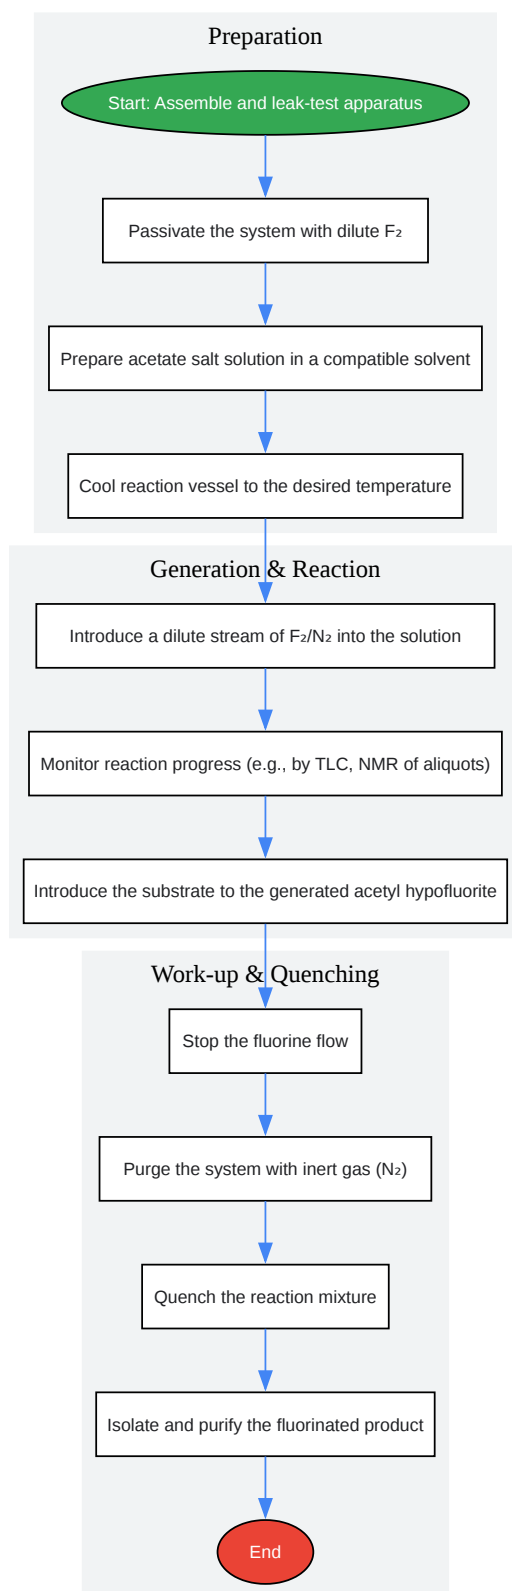 Preparation
Start: Assemble and leak-test apparatus
Passivate the system with dilute F₂
Prepare acetate salt solution in a compatible solvent
Cool reaction vessel to the desired temperature
Generation & Reaction
Introduce a dilute stream of F₂/N₂ into the solution
Monitor reaction progress (e.g., by TLC, NMR of aliquots)
Introduce the substrate to the generated acetyl hypofluorite
Work-up & Quenching
Stop the fluorine flow
Purge the system with inert gas (N₂)
Quench the reaction mixture
Isolate and purify the fluorinated product
End